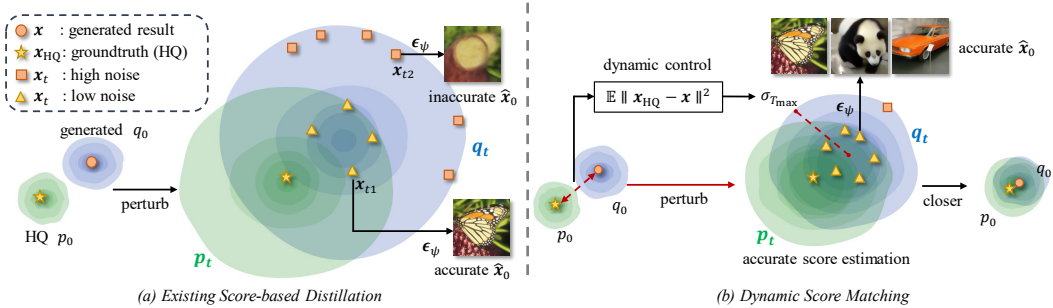 x : generated result
x_HQ : groundtruth (HQ)
x_t : high noise
x_t : low noise
generated q_0
HQ p_0
perturb
p_t
q_t
x_t2
ϵ_ψ
inaccurate x̂_0
x_t1
ϵ_ψ
accurate x̂_0
(a) Existing Score-based Distillation
dynamic control
𝔼 ‖ x_HQ − x ‖²
σ_T_max
ϵ_ψ
accurate x̂_0
q_t
p_0
q_0
perturb
p_t
accurate score estimation
closer
q_0
p_0
(b) Dynamic Score Matching